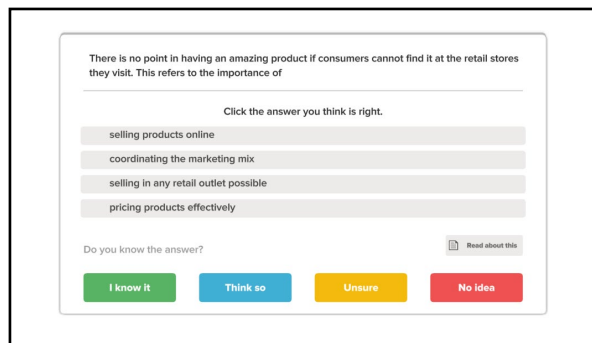 There is no point in having an amazing product if consumers cannot find it at the retail stores
they visit. This refers to the importance of
Click the answer you think is right.
selling products online
coordinating the marketing mix
selling in any retail outlet possible
pricing products effectively
Do you know the answer?
Read about this
I know it
Think so
Unsure
No idea